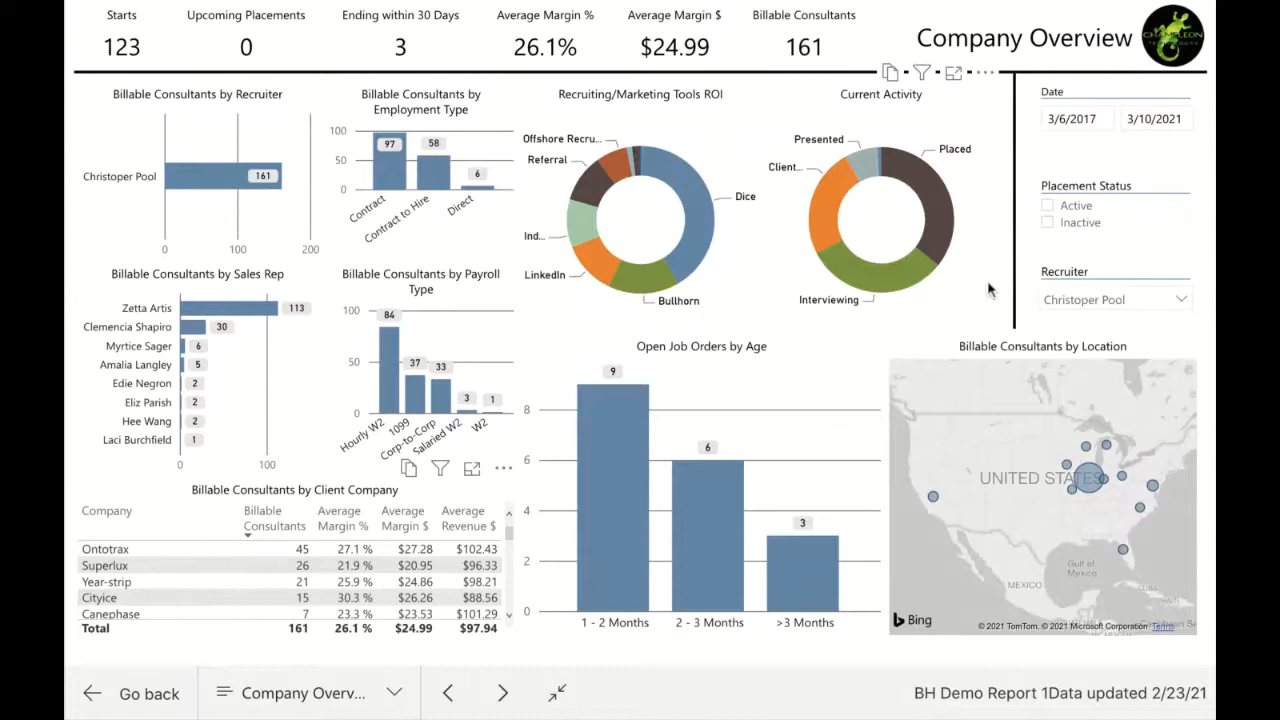 Starts
Upcoming Placements
Ending within 30 Days
Average Margin %
Average Margin $
Billable Consultants
123
0
3
26.1%
$24.99
161
Company Overview
CHAMELEON
Billable Consultants by Recruiter
Christoper Pool
161
0
100
200
Billable Consultants by
Employment Type
100
50
0
97
58
6
Contract
Contract to Hire
Direct
Recruiting/Marketing Tools ROI
Offshore Recru...
Referral
Ind...
LinkedIn
Bullhorn
Dice
Current Activity
Presented
Client...
Interviewing
Placed
Date
3/6/2017
3/10/2021
Placement Status
Active
Inactive
Recruiter
Christoper Pool
Billable Consultants by Sales Rep
Zetta Artis
113
Clemencia Shapiro
30
Myrtice Sager
6
Amalia Langley
5
Edie Negron
2
Eliz Parish
2
Hee Wang
2
Laci Burchfield
1
0
100
Billable Consultants by Payroll
Type
100
50
0
84
37
33
3
1
Hourly W2
1099
Corp-to-Corp
Salaried W2
W2
Open Job Orders by Age
8
6
4
2
0
9
6
3
1 - 2 Months
2 - 3 Months
>3 Months
Billable Consultants by Location
UNITED STATES
Gulf of
Mexico
MEXICO
CUBA
HAITI
Bing
© 2021 TomTom, © 2021 Microsoft Corporation Terms
Billable Consultants by Client Company
Company
Billable
Consultants
Average
Margin %
Average
Margin $
Average
Revenue $
Ontotrax 45 27.1 % $27.28 $102.43
Superlux 26 21.9 % $20.95 $96.33
Year-strip 21 25.9 % $24.86 $98.21
Cityice 15 30.3 % $26.26 $88.56
Canephase 7 23.3 % $23.53 $101.29
Total 161 26.1 % $24.99 $97.94
Go back
Company Overv...
BH Demo Report 1Data updated 2/23/21